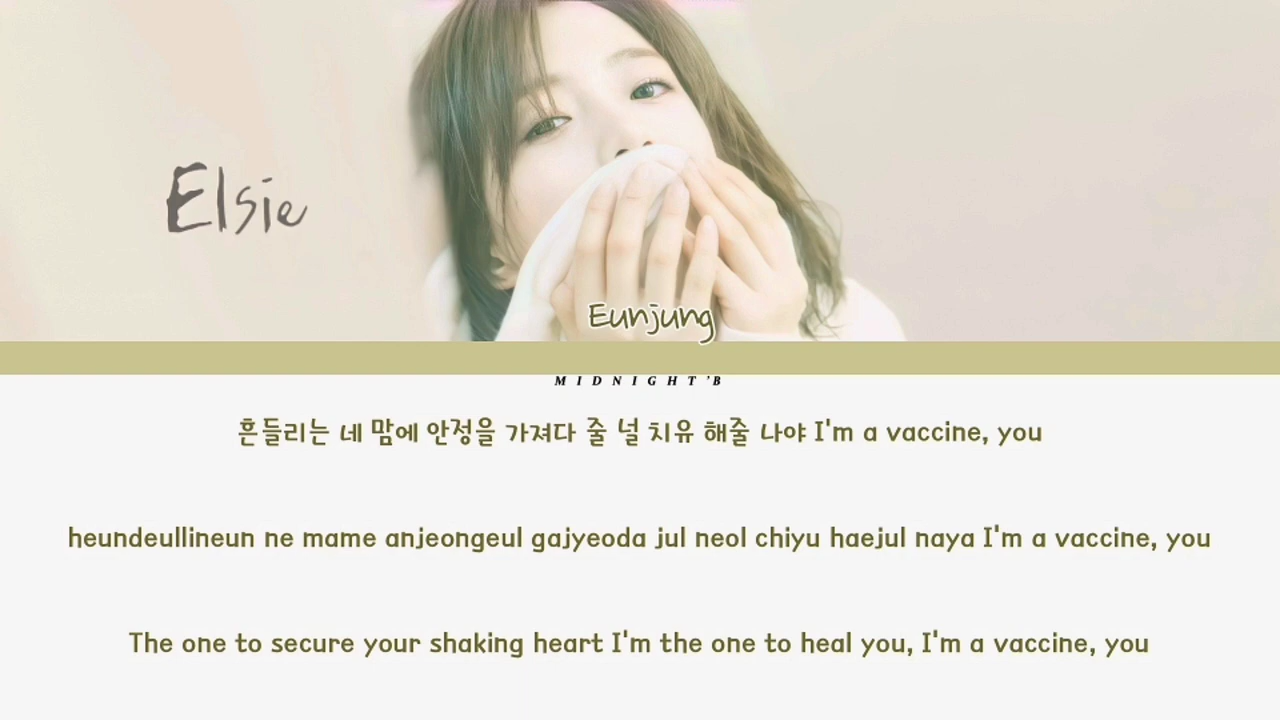 Elsie
Eunjung
MIDNIGHT'B
흔들리는 네 맘에 안정을 가져다 줄 널 치유 해줄 나야 I'm a vaccine, you
heundeullineun ne mame anjeongeul gajyeoda jul neol chiyu haejul naya I'm a vaccine, you
The one to secure your shaking heart I'm the one to heal you, I'm a vaccine, you